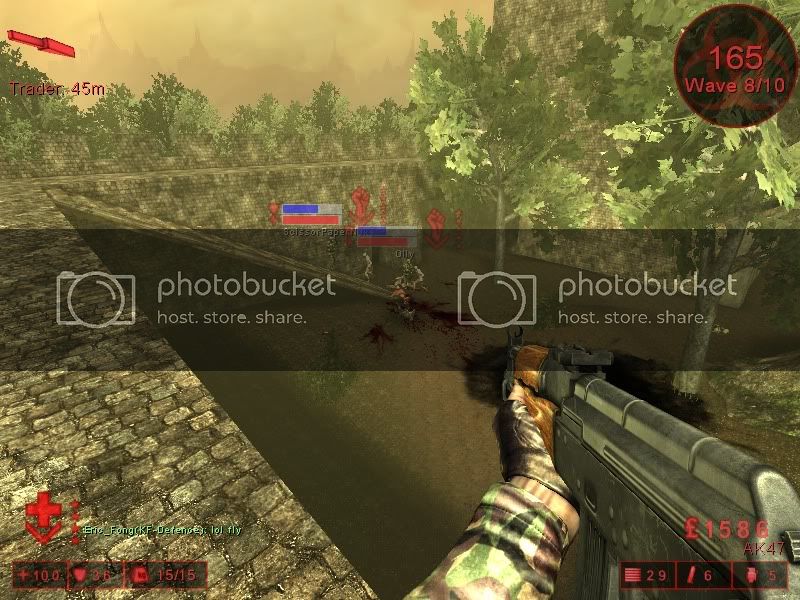 Trader: 45m
165
Wave 8/10
Olly
photobucket
host. store. share.
photobucket
host. store. share.
Eric_Fong(KF-Defence): lol fly
£1586
AK47
100
36
15/15
29
6
5